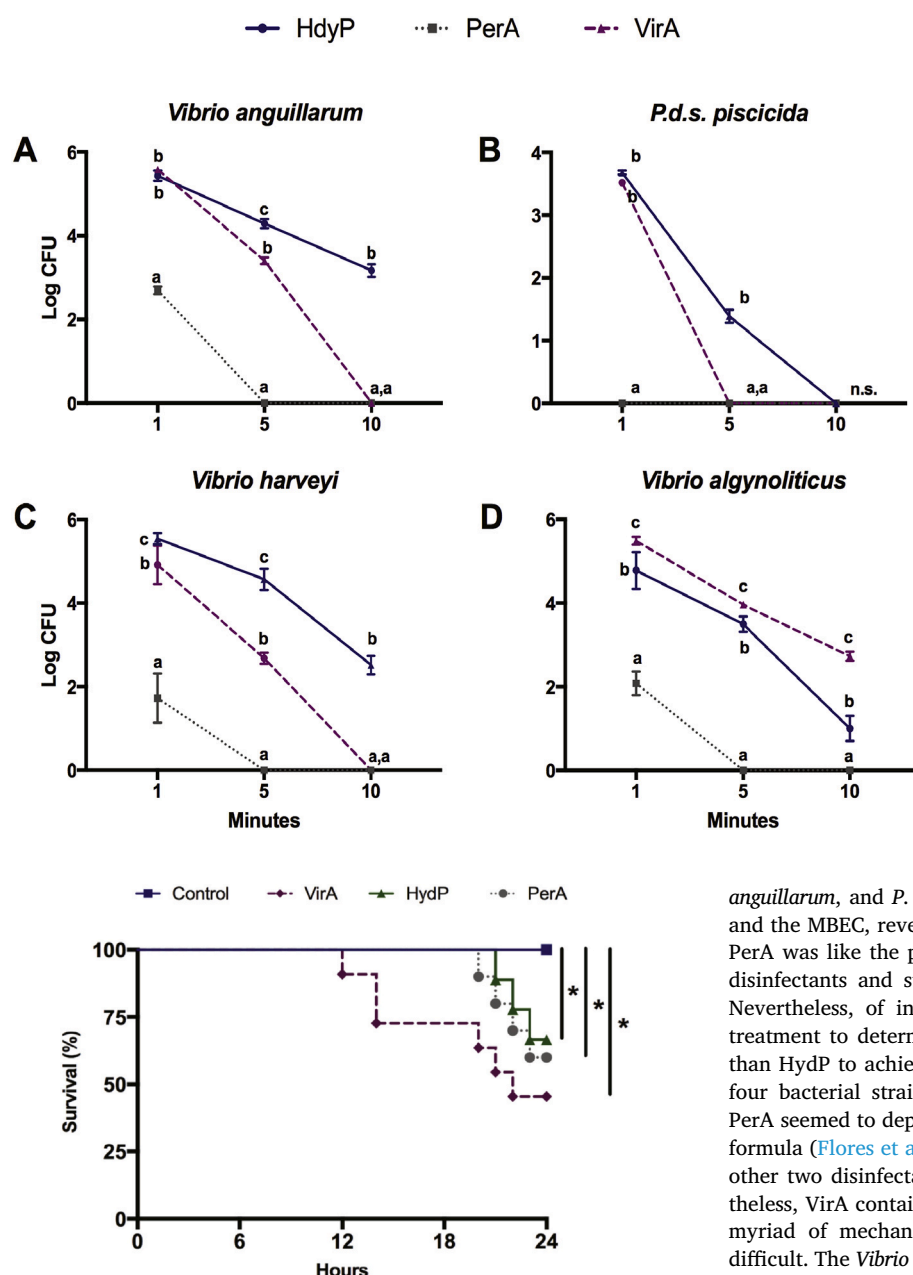 HdyP PerA VirA
Vibrio anguillarum
A
6
4
2
0
Log CFU
b
b
c
b
b
a
a
a,a
1 5 10
P.d.s. piscicida
B
4
3
2
1
0
b
b
b
a
a,a
n.s.
1 5 10
Vibrio harveyi
C
6
4
2
0
Log CFU
c
b
c
b
b
a
a
a,a
1 5 10
Minutes
Vibrio algynoliticus
D
6
4
2
0
c
b
c
b
c
b
a
a
a
1 5 10
Minutes
Control VirA HydP PerA
100
75
50
25
0
Survival (%)
* * *
0 6 12 18 24
Hours
anguillarum, and P.
and the MBEC, reve
PerA was like the p
disinfectants and s
Nevertheless, of in
treatment to determ
than HydP to achie
four bacterial strai
PerA seemed to dep
formula (Flores et a
other two disinfecta
theless, VirA contai
myriad of mechan
difficult. The Vibrio